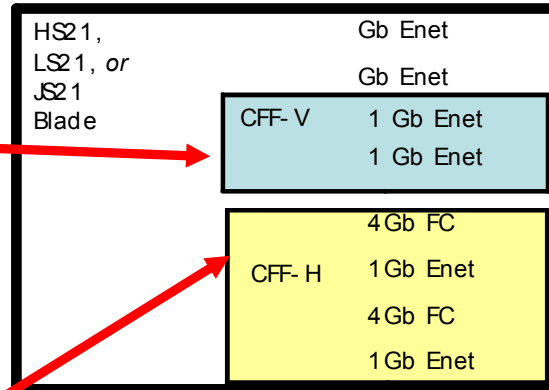 HS21,
LS21, or
JS21
Blade
Gb Enet
Gb Enet
CFF-V
1 Gb Enet
1 Gb Enet
CFF-H
4Gb FC
1Gb Enet
4Gb FC
1Gb Enet